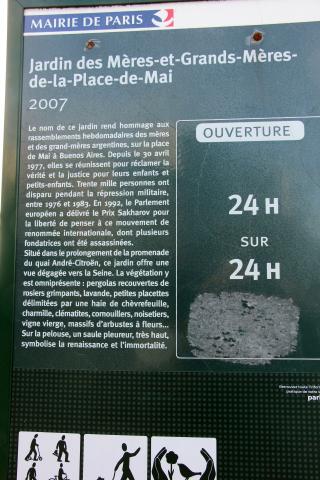 MAIRIE DE PARIS
Jardin des Mères-et-Grands-Mères-
de-la-Place-de-Mai
2007
Le nom de ce jardin rend hommage aux
rassemblements hebdomadaires des mères
et des grand-mères argentines, sur la place
de Mai à Buenos Aires. Depuis le 30 avril
1977, elles se réunissent pour réclamer la
vérité et la justice pour leurs enfants et
petits-enfants. Trente mille personnes ont
disparu pendant la répression militaire,
entre 1976 et 1983. En 1992, le Parlement
européen a délivré le Prix Sakharov pour
la liberté de penser à ce mouvement de
renommée internationale, dont plusieurs
fondatrices ont été assassinées.
Situé dans le prolongement de la promenade
du quai André-Citroën, ce jardin offre une
vue dégagée vers la Seine. La végétation y
est omniprésente : pergolas recouvertes de
rosiers grimpants, lavande, petites placettes
délimitées par une haie de chèvrefeuille,
charmille, clématites, cornouillers, noisetiers,
vigne vierge, massifs d'arbustes à fleurs...
Sur la pelouse, un saule pleureur, très haut,
symbolise la renaissance et l'immortalité.
OUVERTURE
24 H
SUR
24 H